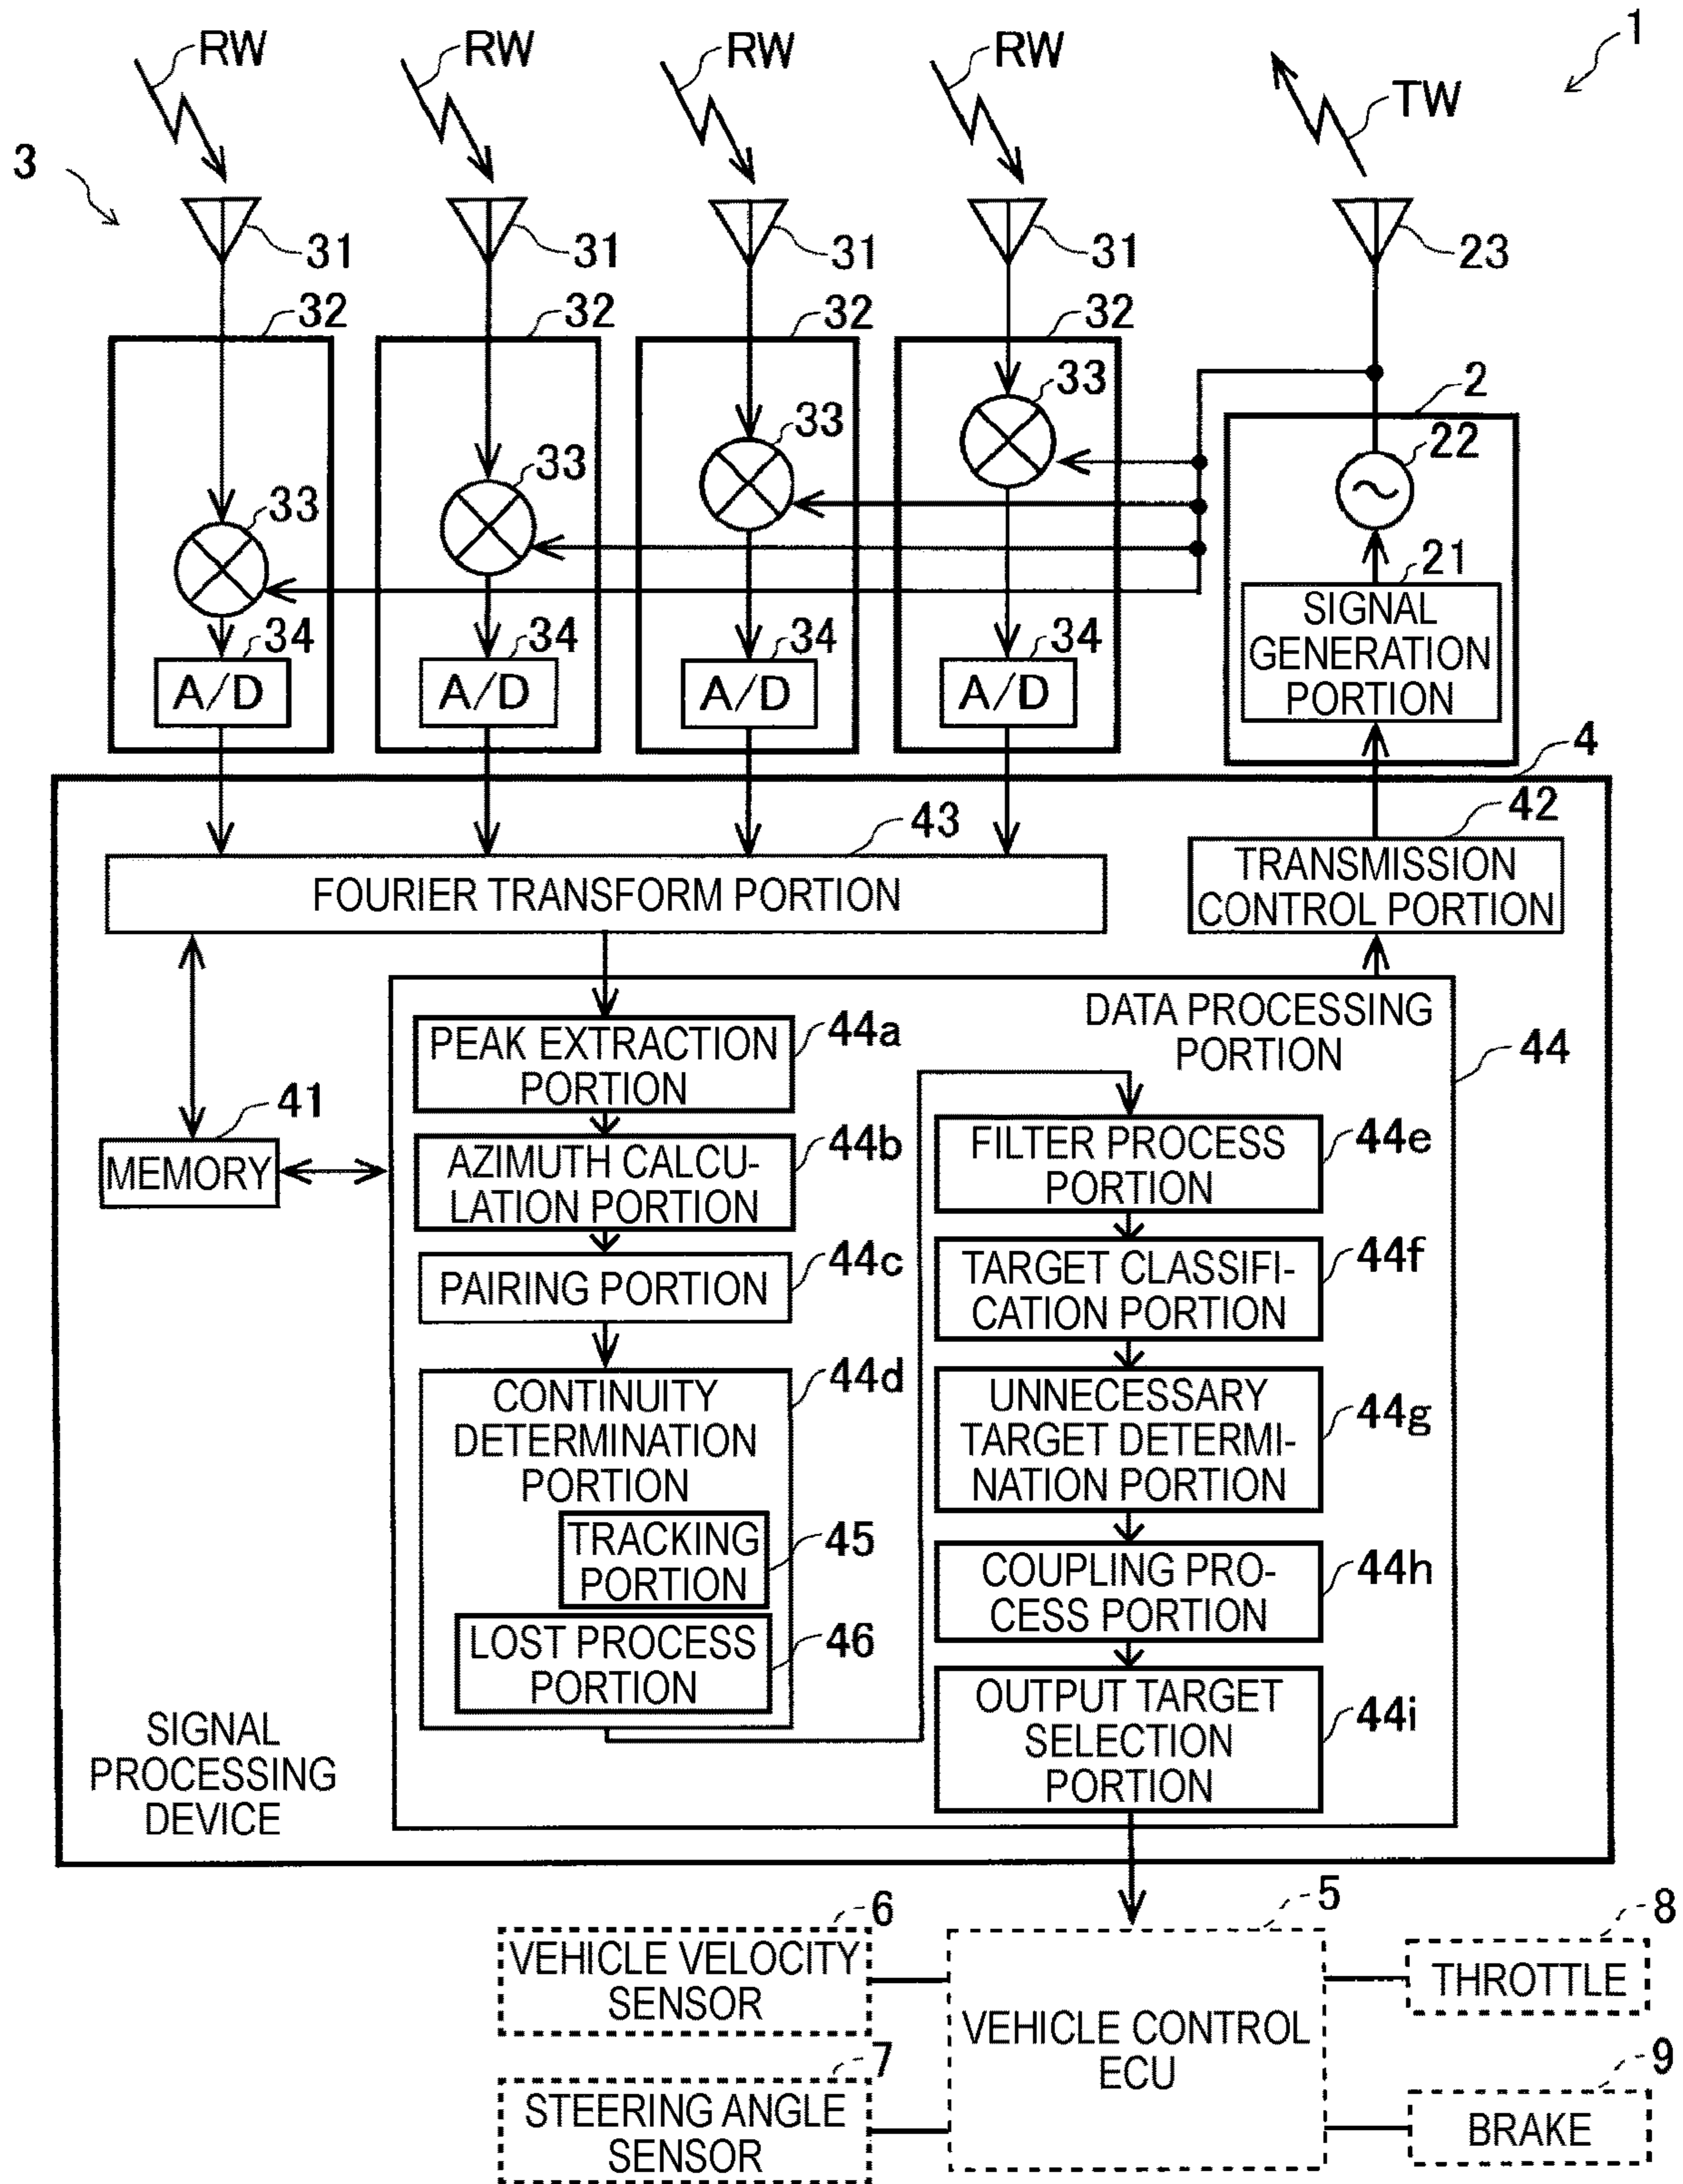 1
RW
RW
RW
RW
TW
3
31
31
31
31
23
32
32
32
32
2
33
33
33
33
22
21
SIGNAL
GENERATION
PORTION
34
34
34
34
A/D
A/D
A/D
A/D
4
43
42
FOURIER TRANSFORM PORTION
TRANSMISSION
CONTROL PORTION
DATA PROCESSING
PORTION
44
41
MEMORY
PEAK EXTRACTION
PORTION
44a
AZIMUTH CALCU-
LATION PORTION
44b
PAIRING PORTION
44c
CONTINUITY
DETERMINATION
PORTION
44d
TRACKING
PORTION
45
LOST PROCESS
PORTION
46
FILTER PROCESS
PORTION
44e
TARGET CLASSIFI-
CATION PORTION
44f
UNNECESSARY
TARGET DETERMI-
NATION PORTION
44g
COUPLING PRO-
CESS PORTION
44h
OUTPUT TARGET
SELECTION
PORTION
44i
SIGNAL
PROCESSING
DEVICE
6
VEHICLE VELOCITY
SENSOR
7
STEERING ANGLE
SENSOR
5
VEHICLE CONTROL
ECU
8
THROTTLE
9
BRAKE